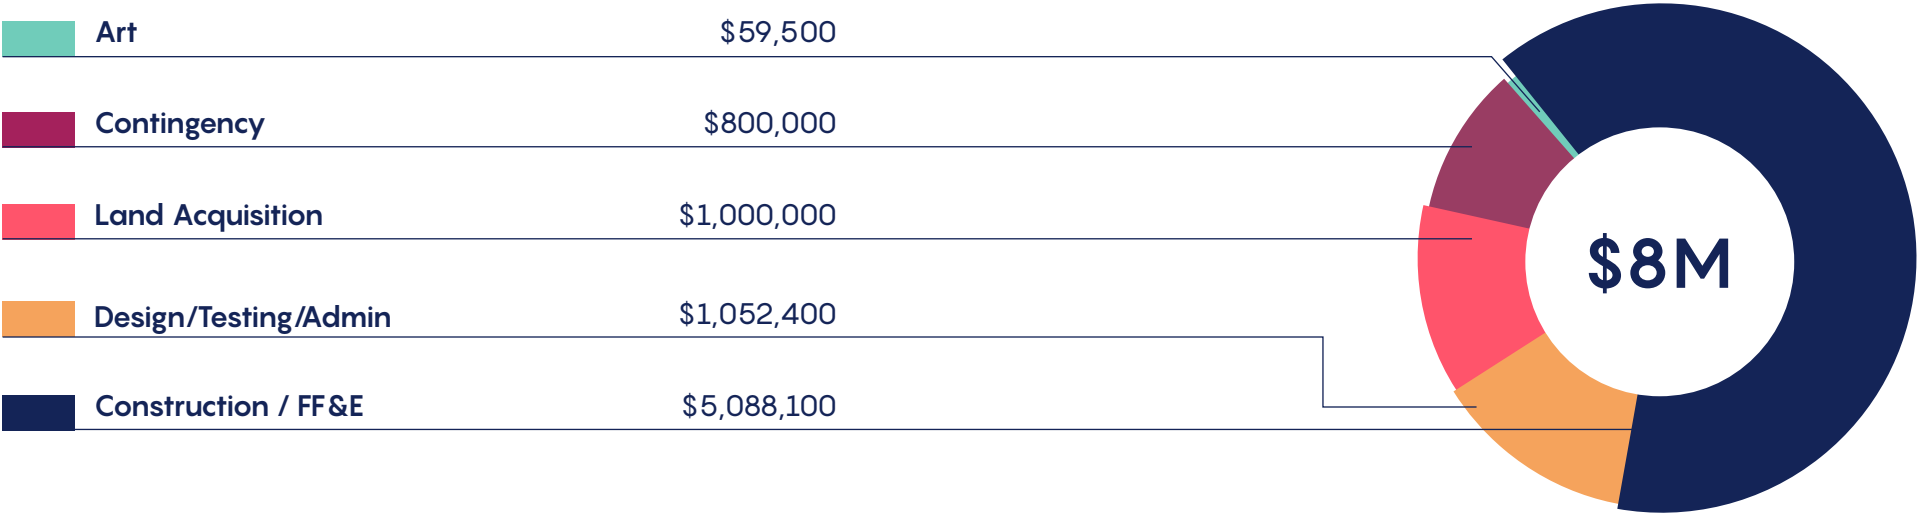 Art $59,500
Contingency $800,000
Land Acquisition $1,000,000
Design/Testing/Admin $1,052,400
Construction / FF&E $5,088,100
$8M